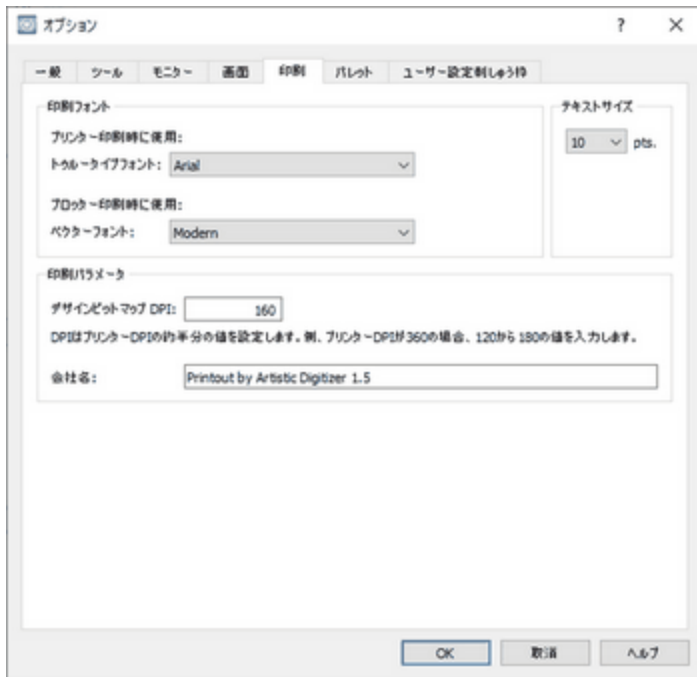 オプション
?
一般 ツール モニター 画面 印刷 パレット ユーザー設定刺しゅう枠
印刷フォント
プリンター印刷時に使用:
トゥルータイプフォント: Arial
プロッター印刷時に使用:
ベクターフォント: Modern
テキストサイズ
10 pts.
印刷パラメータ
デザインビットマップ DPI: 160
DPIはプリンターDPIの約半分の値を設定します。例、プリンターDPIが360の場合、120から180の値を入力します。
会社名: Printout by Artistic Digitizer 1.5
OK 取消 ヘルプ